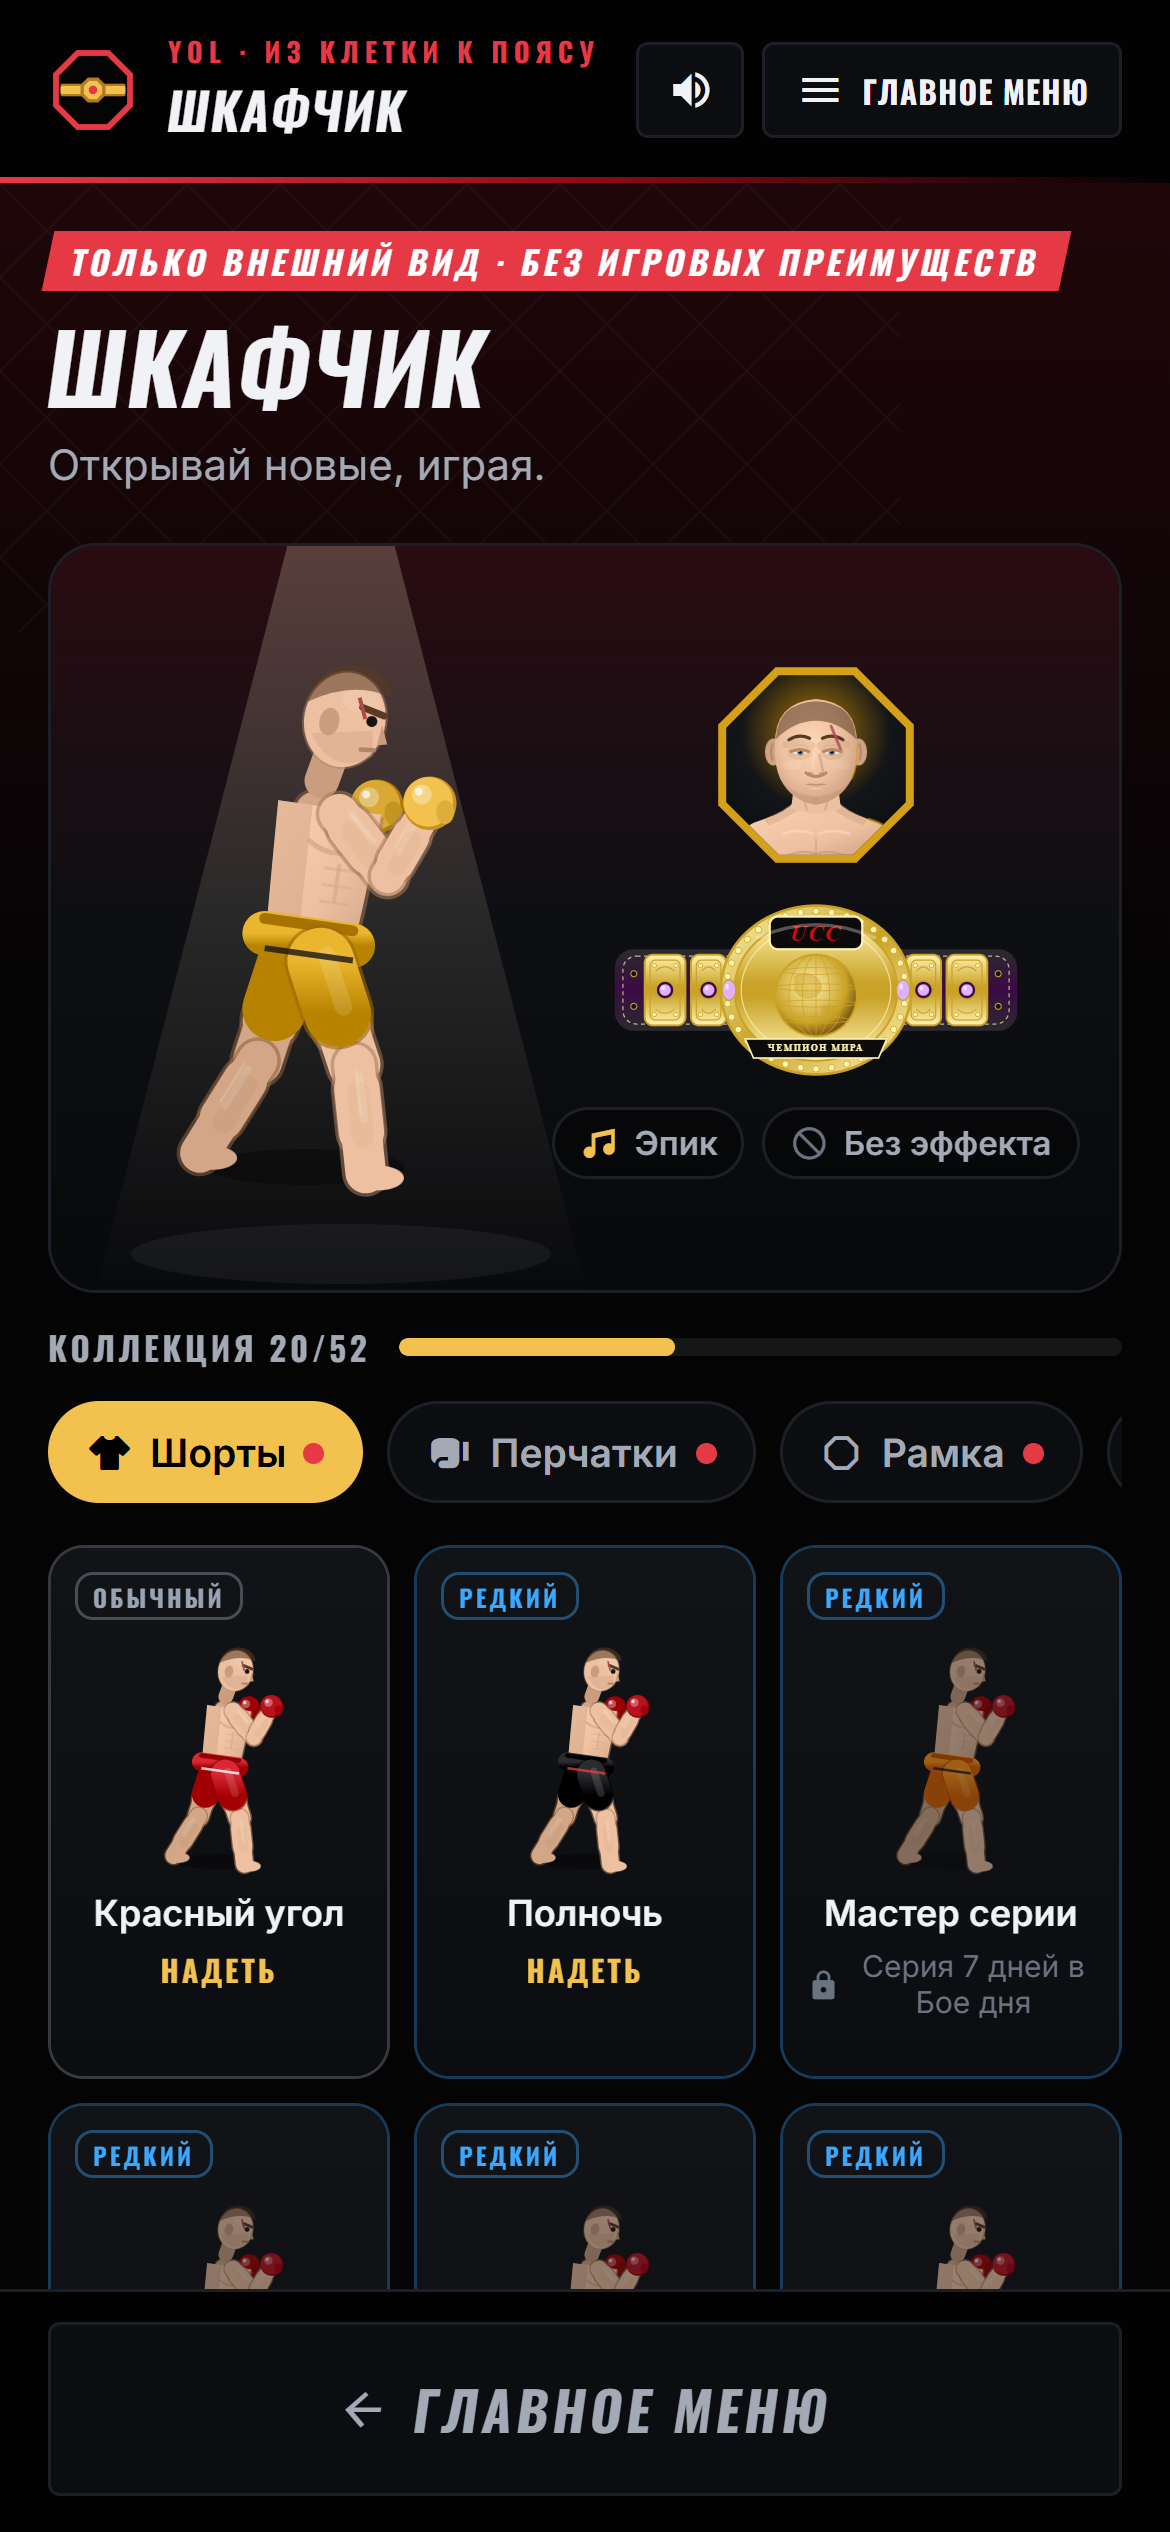 YOL · ИЗ КЛЕТКИ К ПОЯСУ
ШКАФЧИК
ГЛАВНОЕ МЕНЮ
ТОЛЬКО ВНЕШНИЙ ВИД · БЕЗ ИГРОВЫХ ПРЕИМУЩЕСТВ
ШКАФЧИК
Открывай новые, играя.
UCC
ЧЕМПИОН МИРА
Эпик
Без эффекта
КОЛЛЕКЦИЯ 20/52
Шорты
Перчатки
Рамка
ОБЫЧНЫЙ
РЕДКИЙ
РЕДКИЙ
Красный угол
Полночь
Мастер серии
НАДЕТЬ
НАДЕТЬ
Серия 7 дней в
Бое дня
РЕДКИЙ
РЕДКИЙ
РЕДКИЙ
ГЛАВНОЕ МЕНЮ